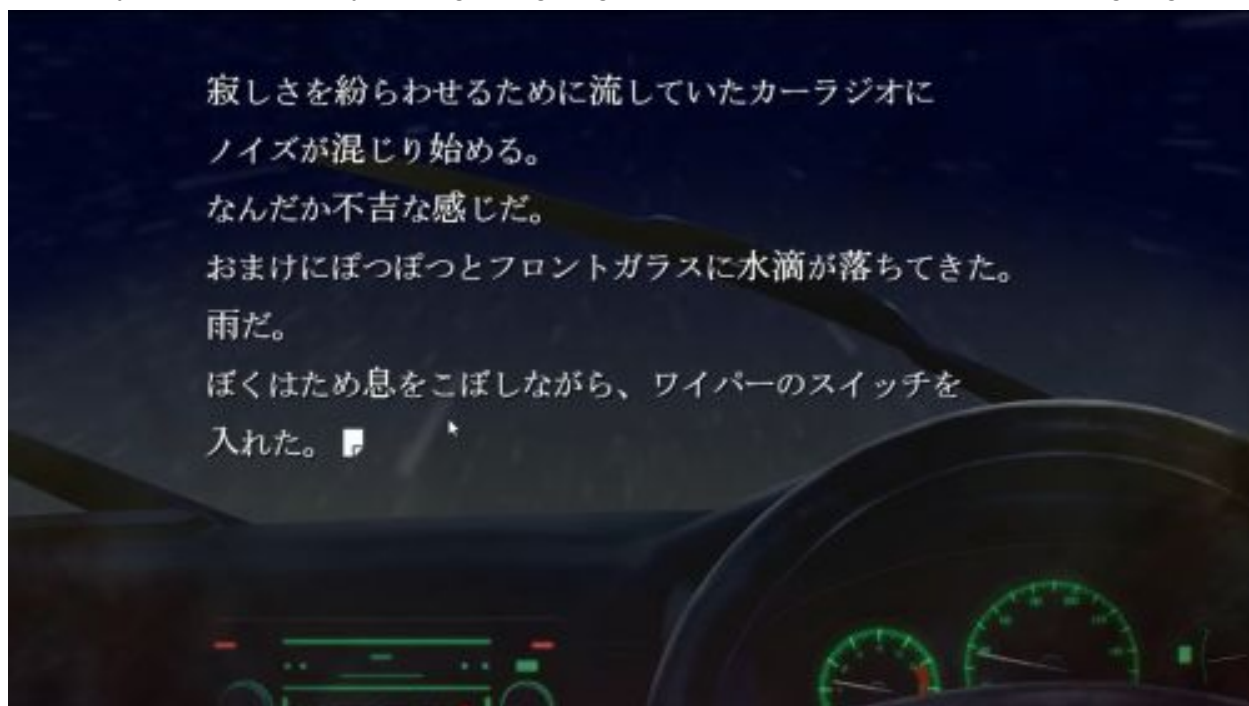 寂しさを紛らわせるために流していたカーラジオに
ノイズが混じり始める。
なんだか不吉な感じだ。
おまけにぽつぽつとフロントガラスに水滴が落ちてきた。
雨だ。
ぼくはため息をこぼしながら、ワイパーのスイッチを
入れた。